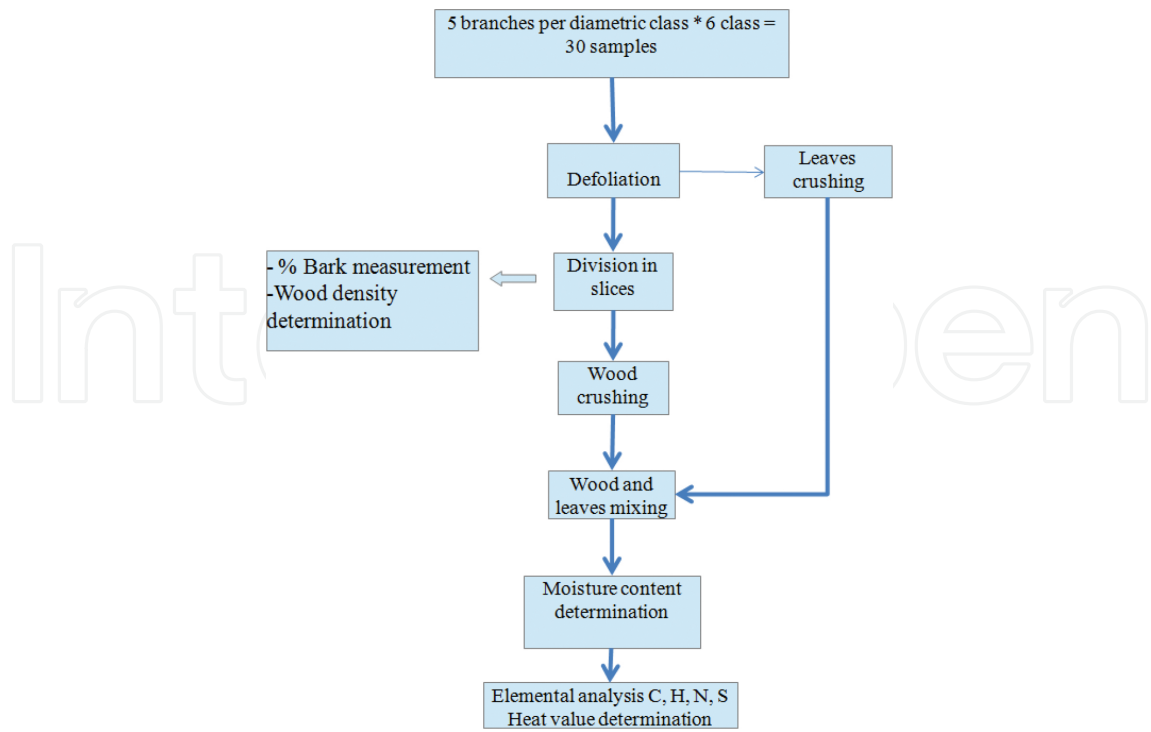 5 branches per diametric class * 6 class =
30 samples
Defoliation
Leaves
crushing
- % Bark measurement
-Wood density
determination
Division in
slices
Wood
crushing
Wood and
leaves mixing
Moisture content
determination
Elemental analysis C, H, N, S
Heat value determination